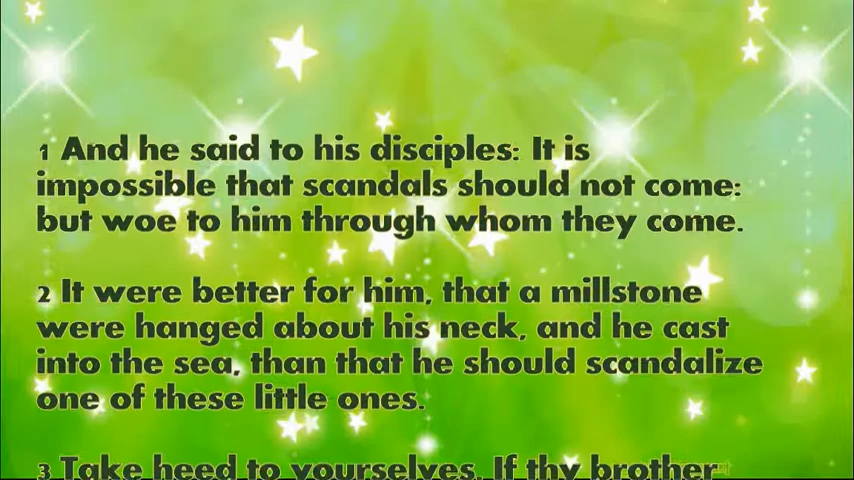 1 And he said to his disciples: It is
impossible that scandals should not come:
but woe to him through whom they come.
2 It were better for him, that a millstone
were hanged about his neck, and he cast
into the sea, than that he should scandalize
one of these little ones.
3 Take heed to yourselves. If thy brother